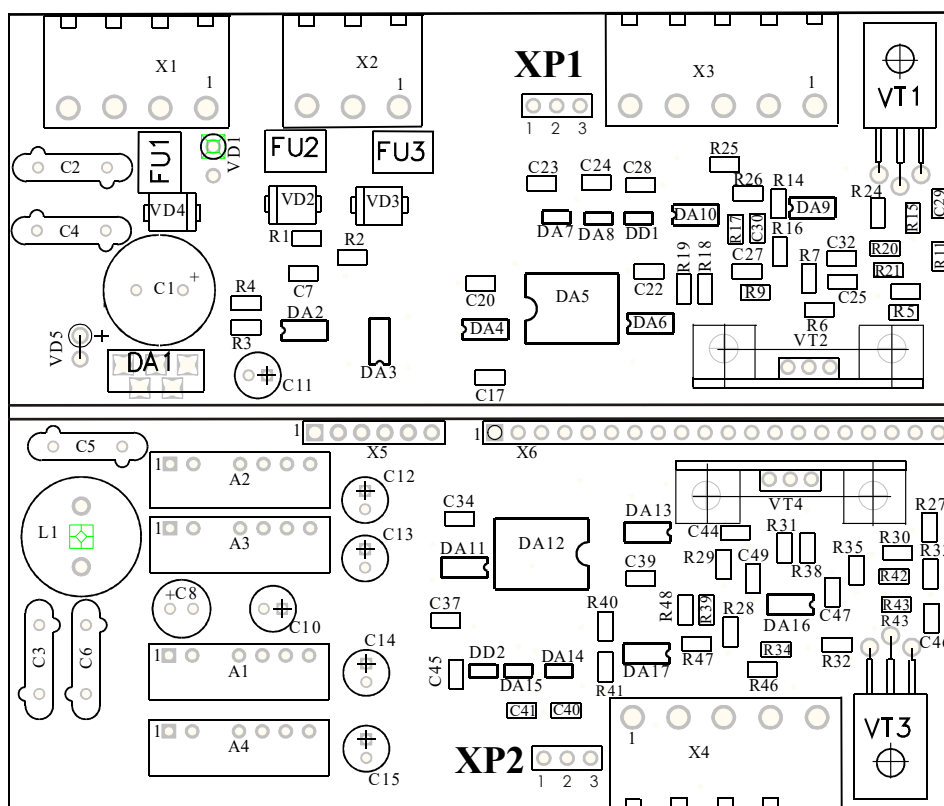 X1
1
X2
1
XP1
X3
1
VT1
1 2 3
C2
FU1
VD1
FU2
FU3
C23
C24
C28
R25
R26
R14
R24
R15
C29
VD4
VD2
VD3
C4
DA7
DA8
DD1
DA10
R17
C30
DA9
R1
R2
R19
R18
R16
R20
R11
C7
C20
C22
C27
R7
C32
R21
C1
+
R4
DA2
DA5
R9
C25
R6
R5
R3
DA3
DA4
DA6
VT2
VD5
+
DA1
C11
C17
C5
1
X5
1
X6
1
A2
C12
C34
DA13
C44
VT4
R27
L1
1
A3
C13
DA11
DA12
C39
R29
C49
R31
R38
R35
R30
R42
+
C8
C10
C37
R40
R48
R39
R28
DA16
C47
R43
R43
C3
C6
1
A1
C14
C45
DD2
DA15
DA14
R41
DA17
R47
R34
R46
R32
C41
C40
1
A4
C15
XP2
1 2 3
1
X4
VT3